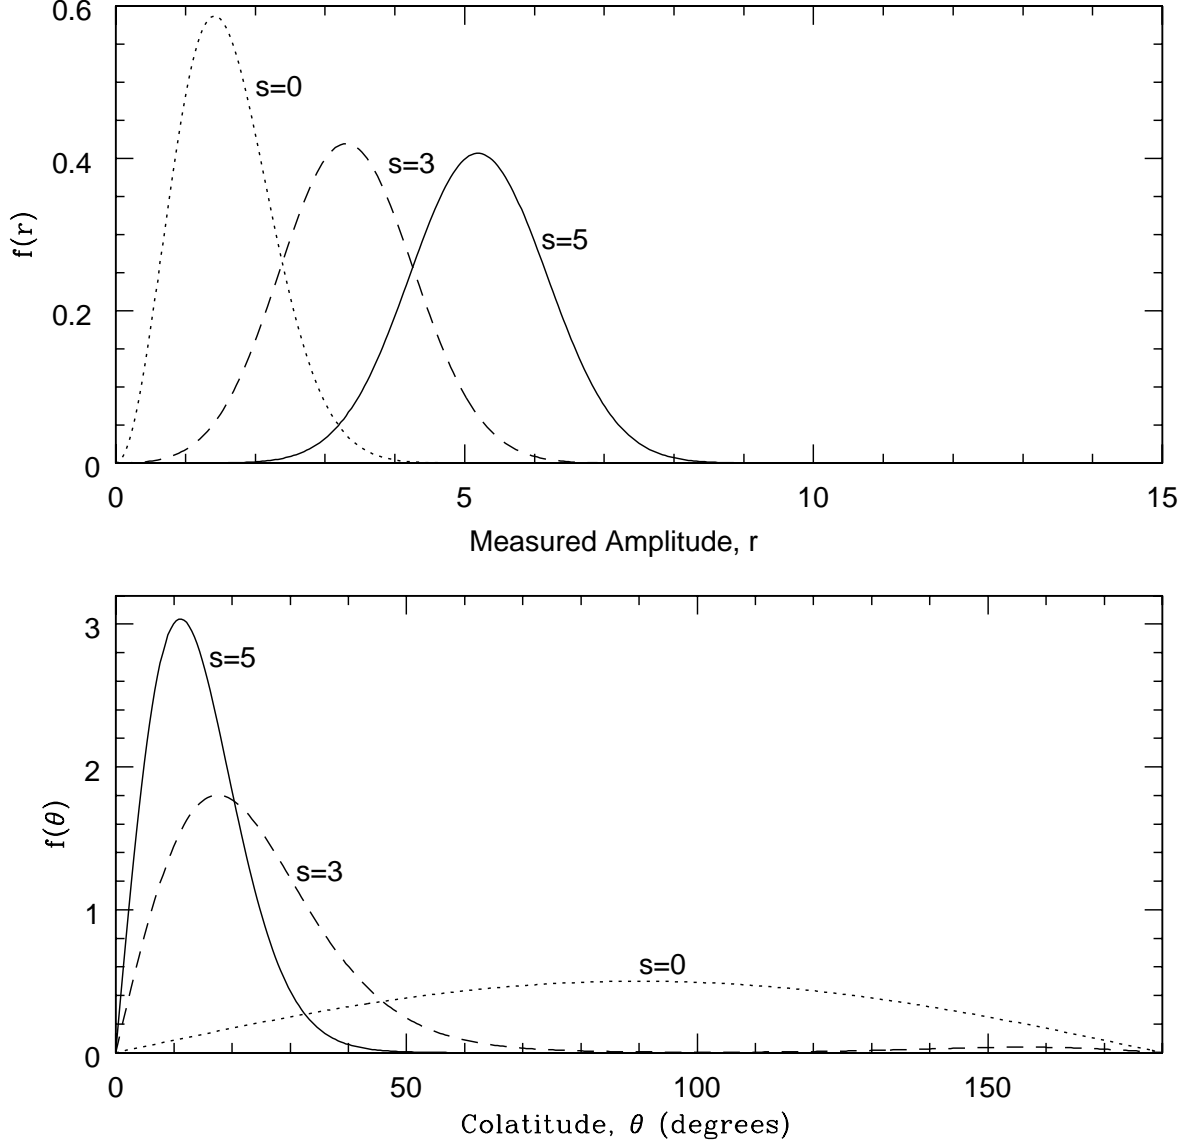 0.6
s=0
s=3
0.4
s=5
f(r)
0.2
0
0 5 10 15
Measured Amplitude, r
3
s=5
2
f(θ)
s=3
1
s=0
0
0 50 100 150
Colatitude, θ (degrees)